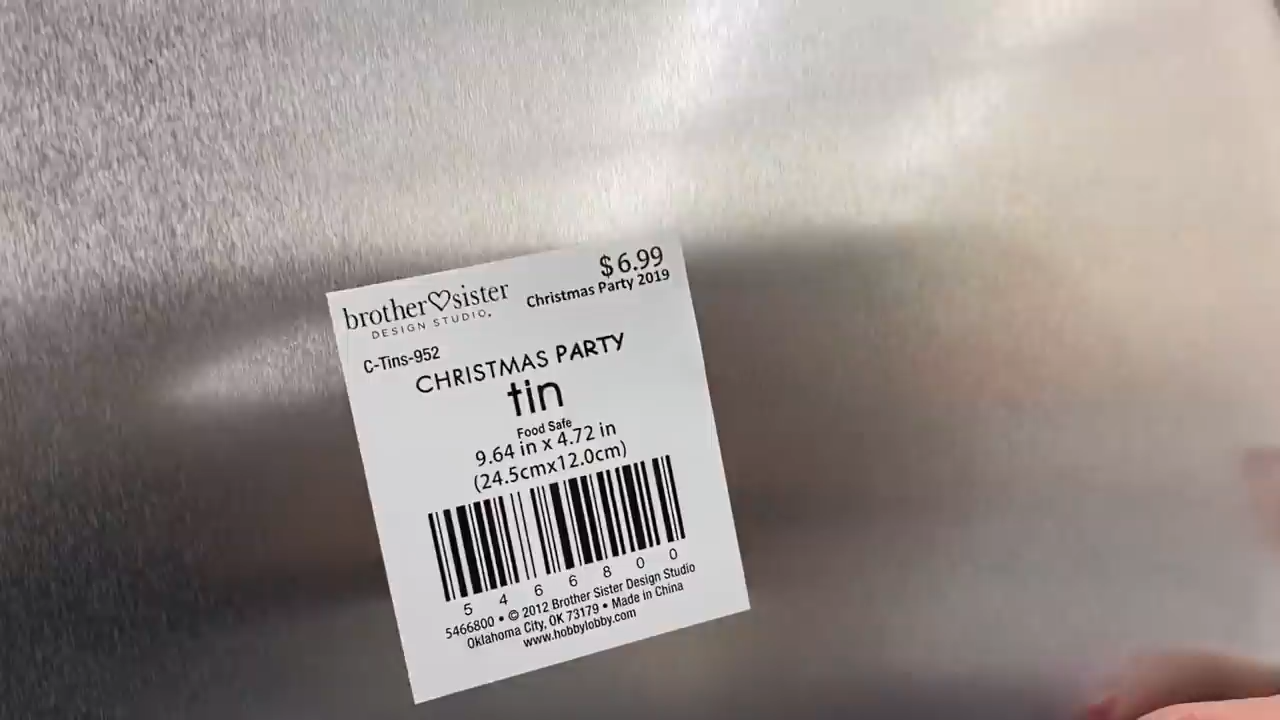 $6.99
brother♡sister
Christmas Party 2019
DESIGN STUDIO.
C-Tins-952
CHRISTMAS PARTY
tin
Food Safe
9.64 in x 4.72 in
(24.5cmx12.0cm)
5 4 6 6 8 0 0
5466800 • © 2012 Brother Sister Design Studio
Oklahoma City, OK 73179 • Made in China
www.hobbylobby.com